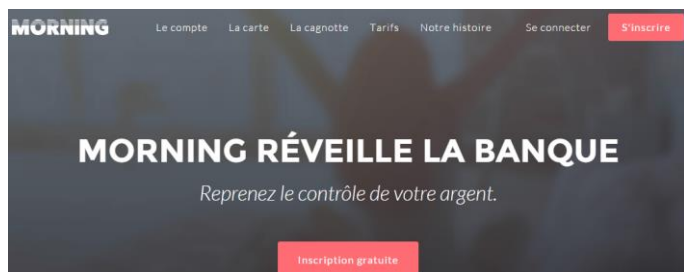 MORNING Le compte La carte La cagnotte Tarifs Notre histoire Se connecter S'inscrire
MORNING RÉVEILLE LA BANQUE
Reprenez le contrôle de votre argent.
Inscription gratuite